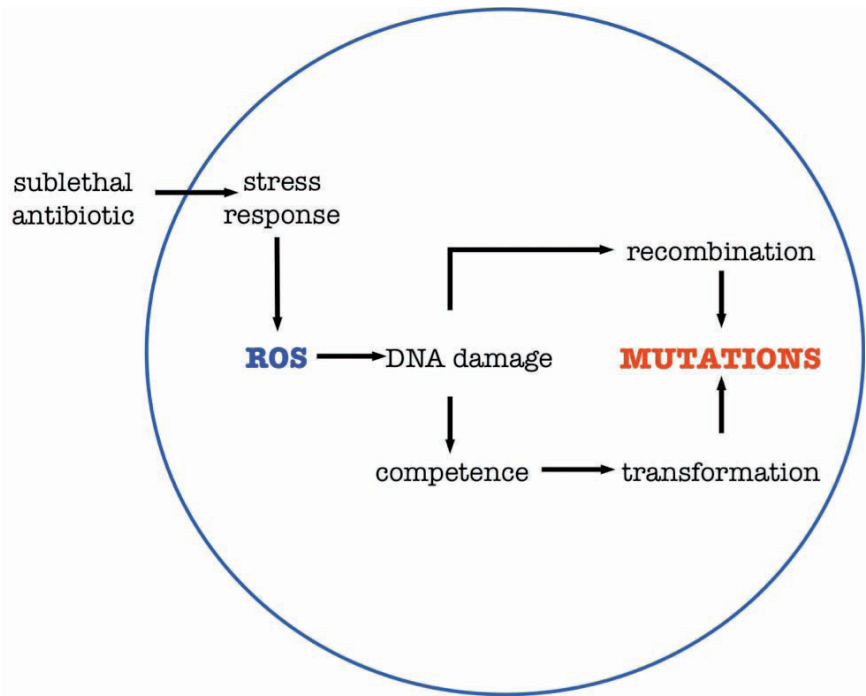 sublethal
antibiotic
stress
response
recombination
ROS
DNA damage
MUTATIONS
competence
transformation